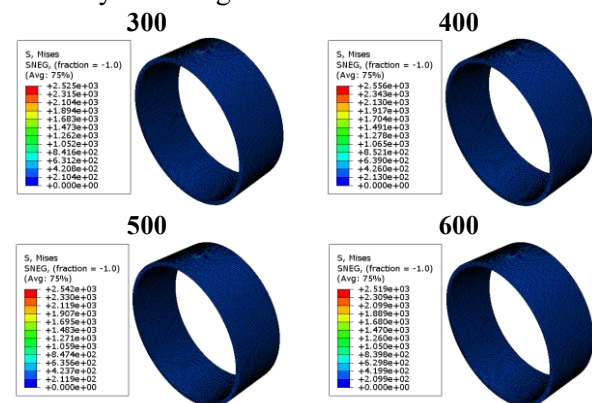 300
S, Mises
SNEG, (fraction = -1.0)
(Avg: 75%)
+2.525e+03
+2.315e+03
+2.104e+03
+1.894e+03
+1.683e+03
+1.473e+03
+1.262e+03
+1.052e+03
+8.416e+02
+6.312e+02
+4.208e+02
+2.104e+02
+0.000e+00
400
S, Mises
SNEG, (fraction = -1.0)
(Avg: 75%)
+2.556e+03
+2.343e+03
+2.130e+03
+1.917e+03
+1.704e+03
+1.491e+03
+1.278e+03
+1.065e+03
+8.521e+02
+6.390e+02
+4.260e+02
+2.130e+02
+0.000e+00
500
S, Mises
SNEG, (fraction = -1.0)
(Avg: 75%)
+2.542e+03
+2.330e+03
+2.119e+03
+1.907e+03
+1.695e+03
+1.483e+03
+1.271e+03
+1.059e+03
+8.474e+02
+6.356e+02
+4.237e+02
+2.119e+02
+0.000e+00
600
S, Mises
SNEG, (fraction = -1.0)
(Avg: 75%)
+2.519e+03
+2.309e+03
+2.099e+03
+1.889e+03
+1.680e+03
+1.470e+03
+1.260e+03
+1.050e+03
+8.398e+02
+6.298e+02
+4.199e+02
+2.099e+02
+0.000e+00